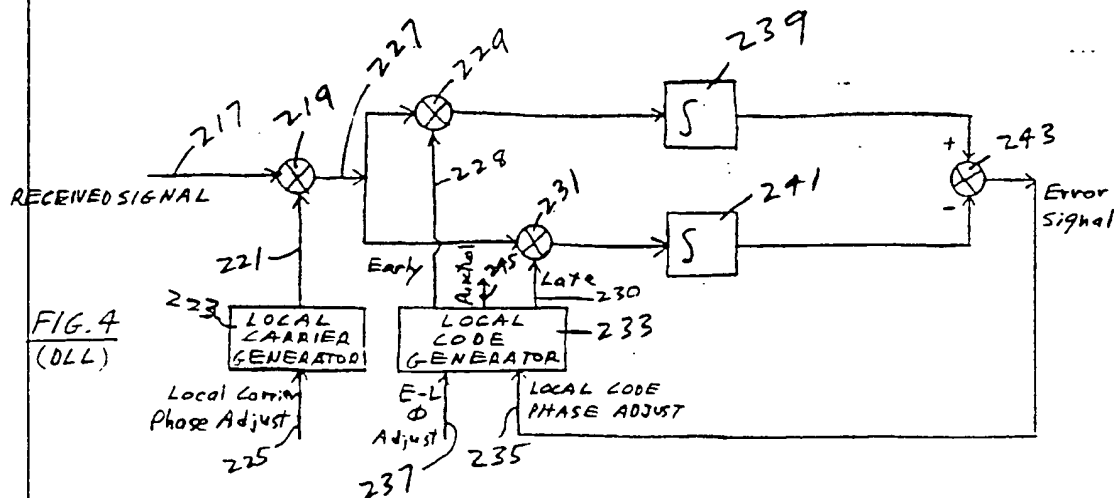 239
227
229
217
219
∫
+
243
RECEIVED SIGNAL
228
231
241
Error
Signal
∫
-
Early
245
Late
230
221
223
LOCAL
CARRIER
GENERATOR
LOCAL
CODE
GENERATOR
233
FIG. 4
(DLL)
Local Carrier
Phase Adjust
225
E-L
Φ
Adjust
237
LOCAL CODE
PHASE ADJUST
235